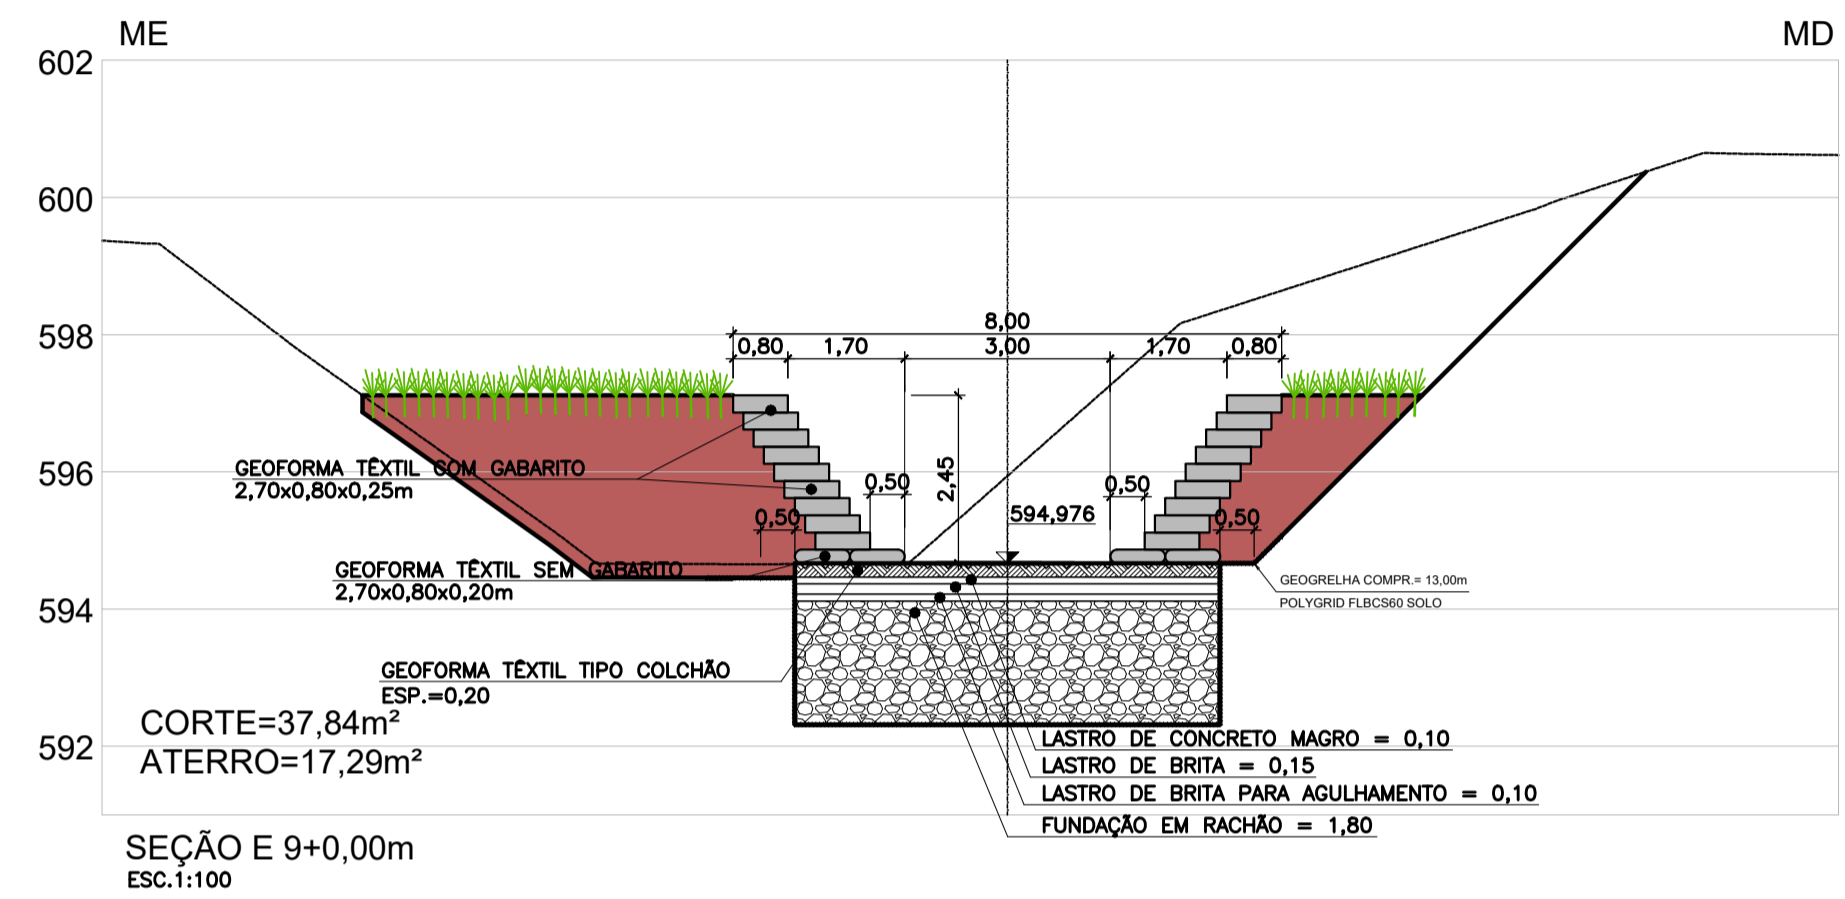 ME
MD
602
600
598
596
594
592
8,00
0,80
1,70
3,00
1,70
0,80
GEOFORMA TÊXTIL COM GABARITO
2,70x0,80x0,25m
0,50
2,45
0,50
0,50
594,976
0,50
GEOFORMA TÊXTIL SEM GABARITO
2,70x0,80x0,20m
GEOGRELHA COMPR.= 13,00m
POLYGRID FLBCS60 SOLO
GEOFORMA TÊXTIL TIPO COLCHÃO
ESP.=0,20
CORTE=37,84m²
ATERRO=17,29m²
LASTRO DE CONCRETO MAGRO = 0,10
LASTRO DE BRITA = 0,15
LASTRO DE BRITA PARA AGULHAMENTO = 0,10
FUNDAÇÃO EM RACHÃO = 1,80
SEÇÃO E 9+0,00m
ESC.1:100